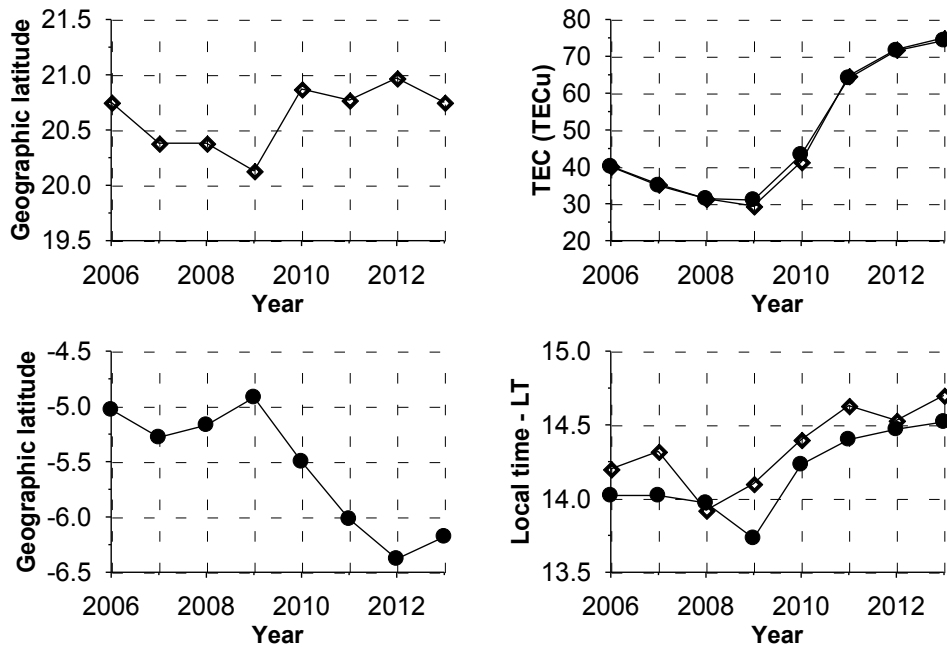 Geographic latitude
21.5
21.0
20.5
20.0
19.5
2006 2008 2010 2012
Year
TEC (TECu)
80
70
60
50
40
30
20
2006 2008 2010 2012
Year
Geographic latitude
-4.5
-5.0
-5.5
-6.0
-6.5
2006 2008 2010 2012
Year
Local time - LT
15.0
14.5
14.0
13.5
2006 2008 2010 2012
Year